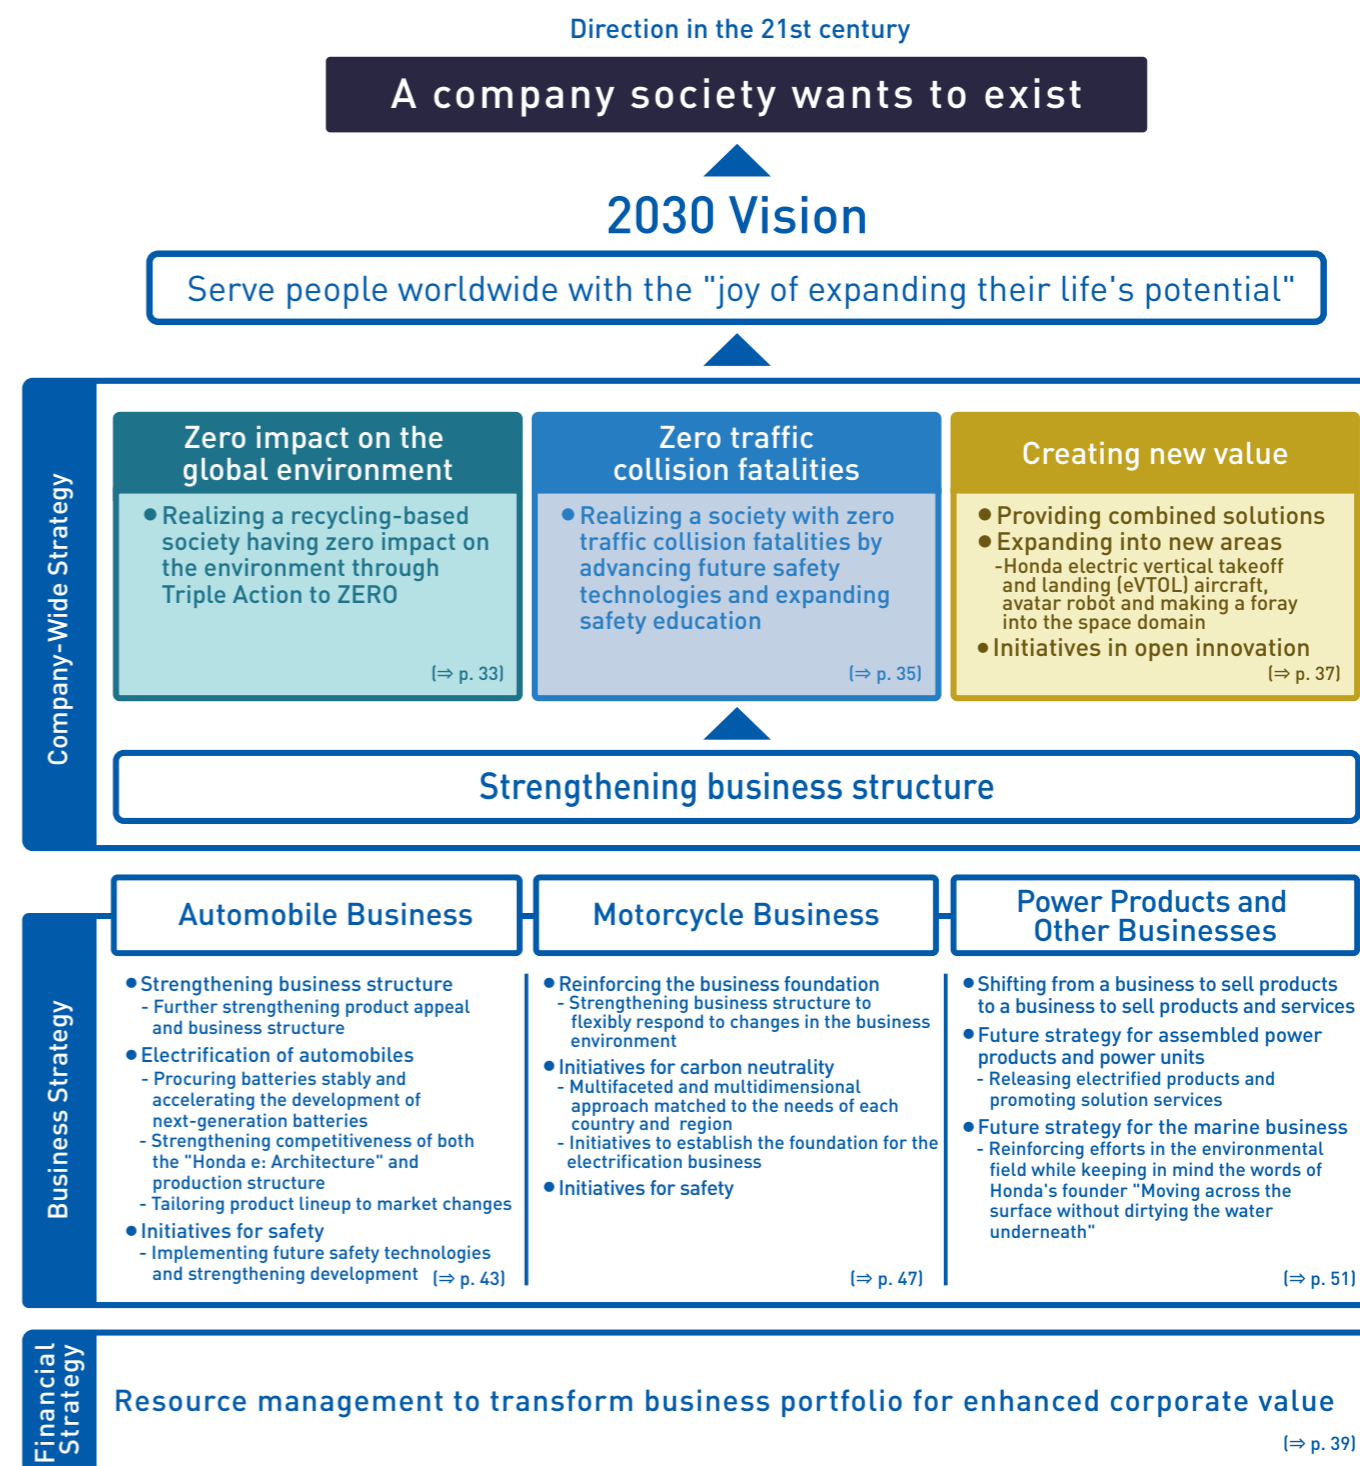 Direction in the 21st century
A company society wants to exist
2030 Vision
Serve people worldwide with the "joy of expanding their life's potential"
Company-Wide Strategy
Zero impact on the
global environment
● Realizing a recycling-based
society having zero impact on
the environment through
Triple Action to ZERO
(⇒ p. 33)
Zero traffic
collision fatalities
● Realizing a society with zero
traffic collision fatalities by
advancing future safety
technologies and expanding
safety education
(⇒ p. 35)
Creating new value
● Providing combined solutions
● Expanding into new areas
-Honda electric vertical takeoff
and landing (eVTOL) aircraft,
avatar robot and making a foray
into the space domain
● Initiatives in open innovation
(⇒ p. 37)
Strengthening business structure
Business Strategy
Automobile Business
● Strengthening business structure
- Further strengthening product appeal
and business structure
● Electrification of automobiles
- Procuring batteries stably and
accelerating the development of
next-generation batteries
- Strengthening competitiveness of both
the "Honda e: Architecture" and
production structure
- Tailoring product lineup to market changes
● Initiatives for safety
- Implementing future safety technologies
and strengthening development (⇒ p. 43)
Motorcycle Business
● Reinforcing the business foundation
- Strengthening business structure to
flexibly respond to changes in the business
environment
● Initiatives for carbon neutrality
- Multifaceted and multidimensional
approach matched to the needs of each
country and region
- Initiatives to establish the foundation for the
electrification business
● Initiatives for safety
(⇒ p. 47)
Power Products and
Other Businesses
● Shifting from a business to sell products
to a business to sell products and services
● Future strategy for assembled power
products and power units
- Releasing electrified products and
promoting solution services
● Future strategy for the marine business
- Reinforcing efforts in the environmental
field while keeping in mind the words of
Honda's founder "Moving across the
surface without dirtying the water
underneath"
(⇒ p. 51)
Financial
Strategy
Resource management to transform business portfolio for enhanced corporate value
(⇒ p. 39)